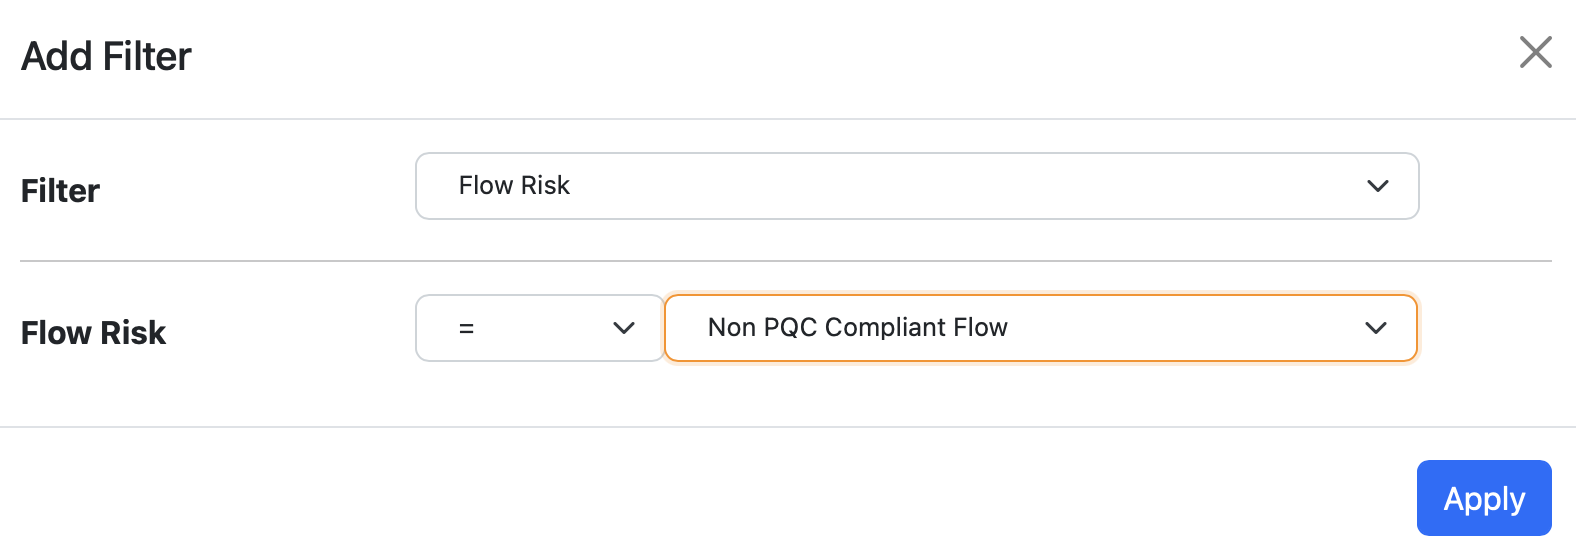 Add Filter
Filter
Flow Risk
Flow Risk
=
Non PQC Compliant Flow
Apply